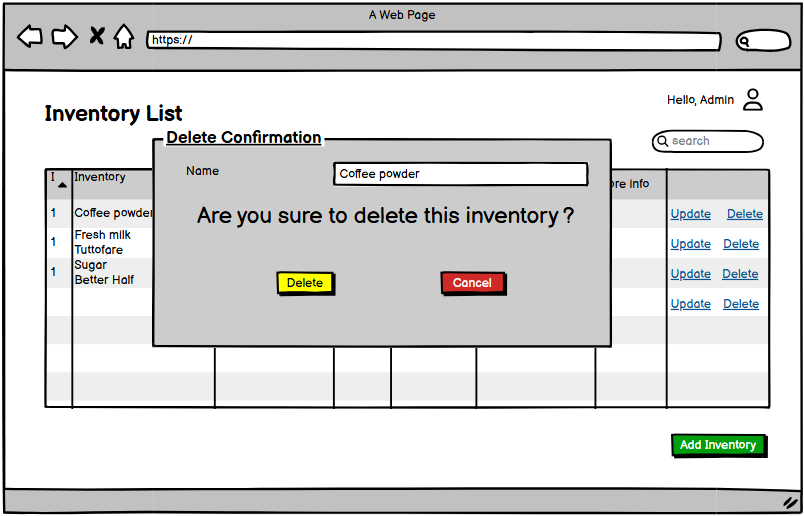 A Web Page
https://
Hello, Admin
Inventory List
search
Delete Confirmation
Name
Coffee powder
Are you sure to delete this inventory ?
Delete
Cancel
I
Inventory
Info
1
Coffee powder
Update
Delete
1
Fresh milk
Tuttofare
Update
Delete
1
Sugar
Better Half
Update
Delete
Update
Delete
Add Inventory